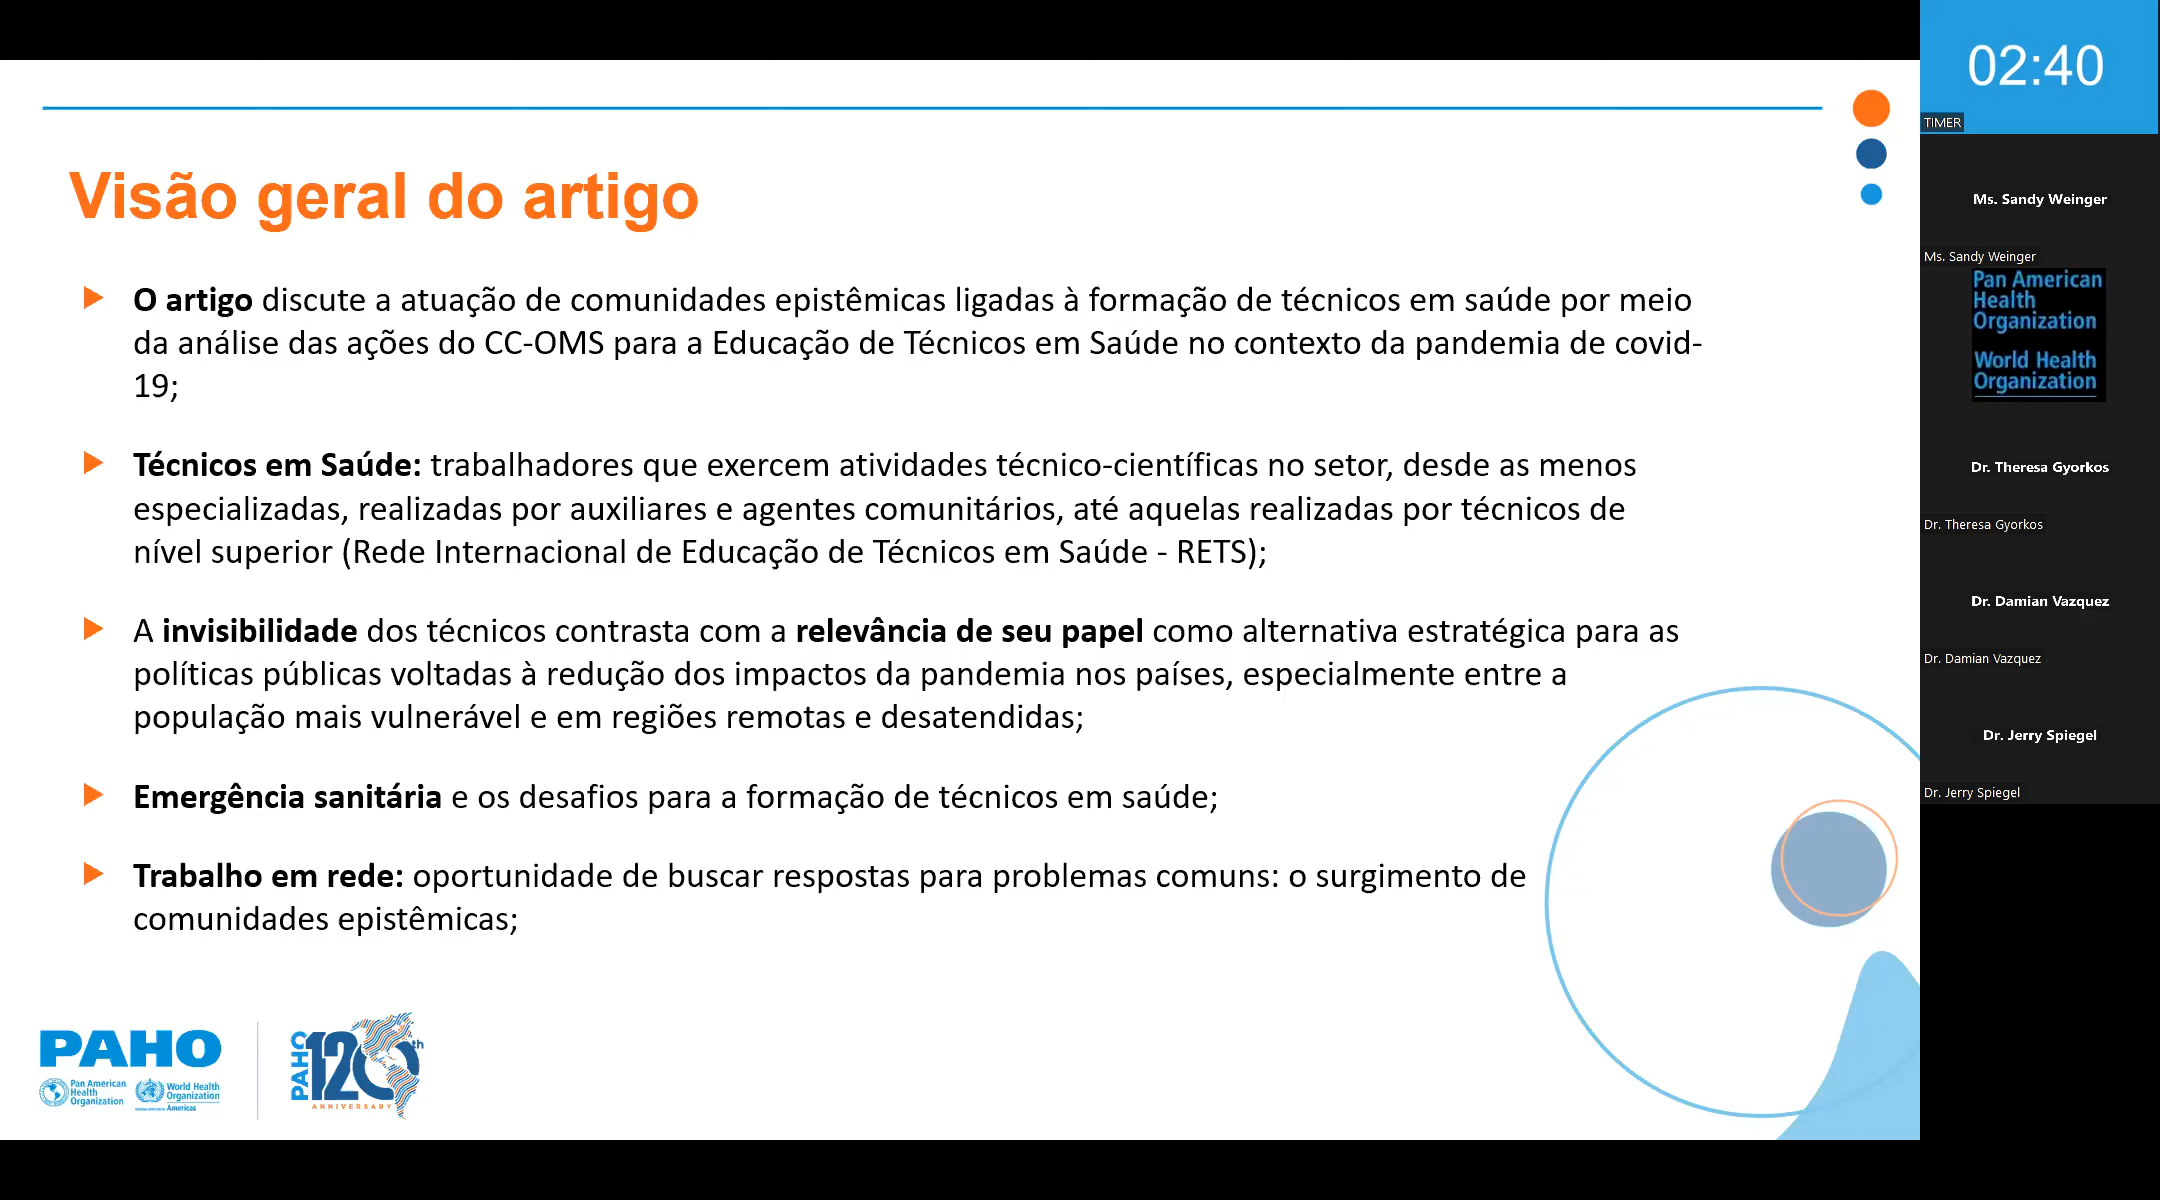 Visão geral do artigo
O artigo discute a atuação de comunidades epistêmicas ligadas à formação de técnicos em saúde por meio
da análise das ações do CC-OMS para a Educação de Técnicos em Saúde no contexto da pandemia de covid-
19;
Técnicos em Saúde: trabalhadores que exercem atividades técnico-científicas no setor, desde as menos
especializadas, realizadas por auxiliares e agentes comunitários, até aquelas realizadas por técnicos de
nível superior (Rede Internacional de Educação de Técnicos em Saúde - RETS);
A invisibilidade dos técnicos contrasta com a relevância de seu papel como alternativa estratégica para as
políticas públicas voltadas à redução dos impactos da pandemia nos países, especialmente entre a
população mais vulnerável e em regiões remotas e desatendidas;
Emergência sanitária e os desafios para a formação de técnicos em saúde;
Trabalho em rede: oportunidade de buscar respostas para problemas comuns: o surgimento de
comunidades epistêmicas;
PAHO
Pan American
Health
Organization
World Health
Organization
Americas
PAHO
120th
ANNIVERSARY
02:40
TIMER
Ms. Sandy Weinger
Ms. Sandy Weinger
Pan American
Health
Organization
World Health
Organization
Dr. Theresa Gyorkos
Dr. Theresa Gyorkos
Dr. Damian Vazquez
Dr. Damian Vazquez
Dr. Jerry Spiegel
Dr. Jerry Spiegel